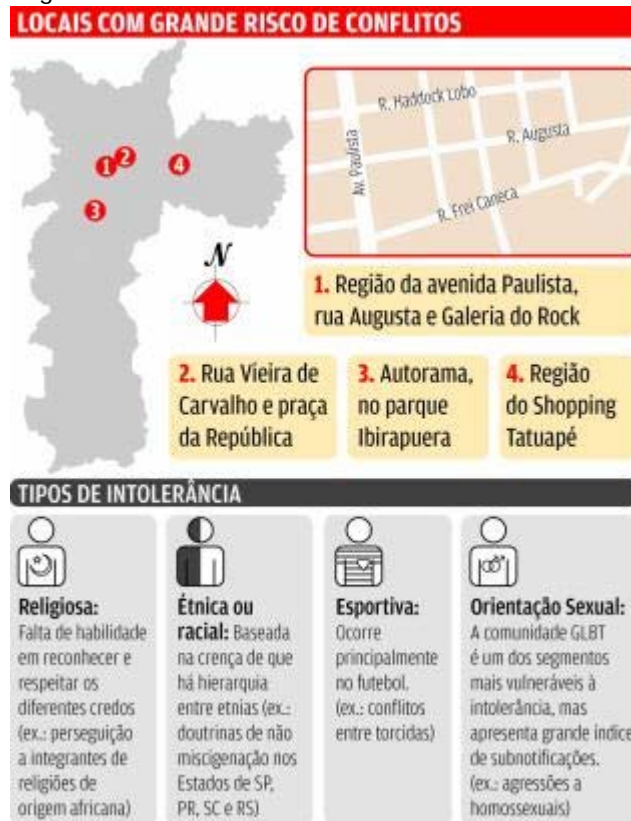 LOCAIS COM GRANDE RISCO DE CONFLITOS
1
2
3
4
N
R. Haddock Lobo
Av. Paulista
R. Augusta
R. Frei Caneca
1. Região da avenida Paulista,
rua Augusta e Galeria do Rock
2. Rua Vieira de
Carvalho e praça
da República
3. Autorama,
no parque
Ibirapuera
4. Região
do Shopping
Tatuapé
TIPOS DE INTOLERÂNCIA
Religiosa:
Falta de habilidade
em reconhecer e
respeitar os
diferentes credos
(ex.: perseguição
a integrantes de
religiões de
origem africana)
Étnica ou
racial: Baseada
na crença de que
há hierarquia
entre etnias (ex.:
doutrinas de não
miscigenação nos
Estados de SP,
PR, SC e RS)
Esportiva:
Ocorre
principalmente
no futebol.
(ex.: conflitos
entre torcidas)
Orientação Sexual:
A comunidade GLBT
é um dos segmentos
mais vulneráveis à
intolerância, mas
apresenta grande índice
de subnotificações.
(ex.: agressões a
homossexuais)